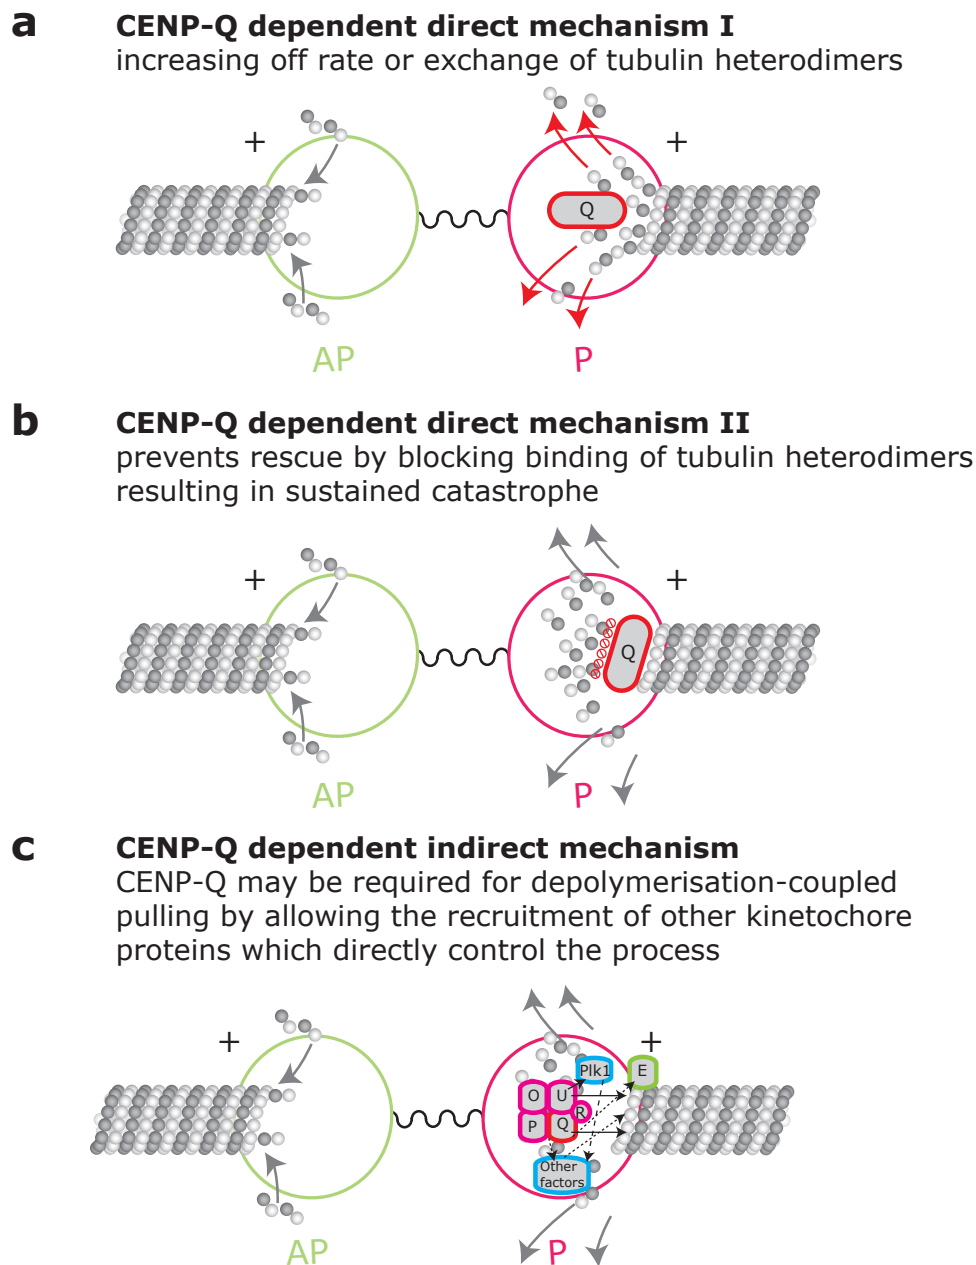 a
CENP-Q dependent direct mechanism I
increasing off rate or exchange of tubulin heterodimers
+
+
Q
AP
P
b
CENP-Q dependent direct mechanism II
prevents rescue by blocking binding of tubulin heterodimers
resulting in sustained catastrophe
+
+
Q
AP
P
c
CENP-Q dependent indirect mechanism
CENP-Q may be required for depolymerisation-coupled
pulling by allowing the recruitment of other kinetochore
proteins which directly control the process
+
+
Plk1
E
O
U
R
P
Q
Other
factors
AP
P